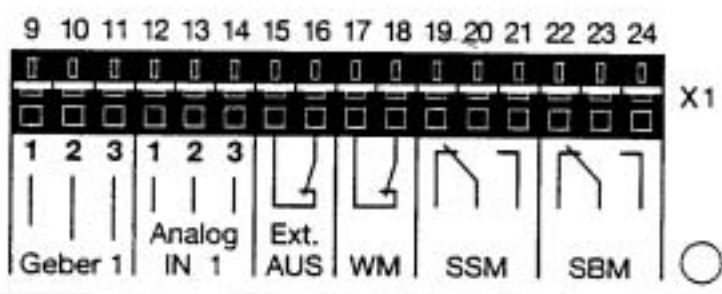 9 10 11 12 13 14 15 16 17 18 19 20 21 22 23 24
X1
1 2 3 1 2 3
Analog Ext.
Geber 1 IN 1 AUS WM SSM SBM